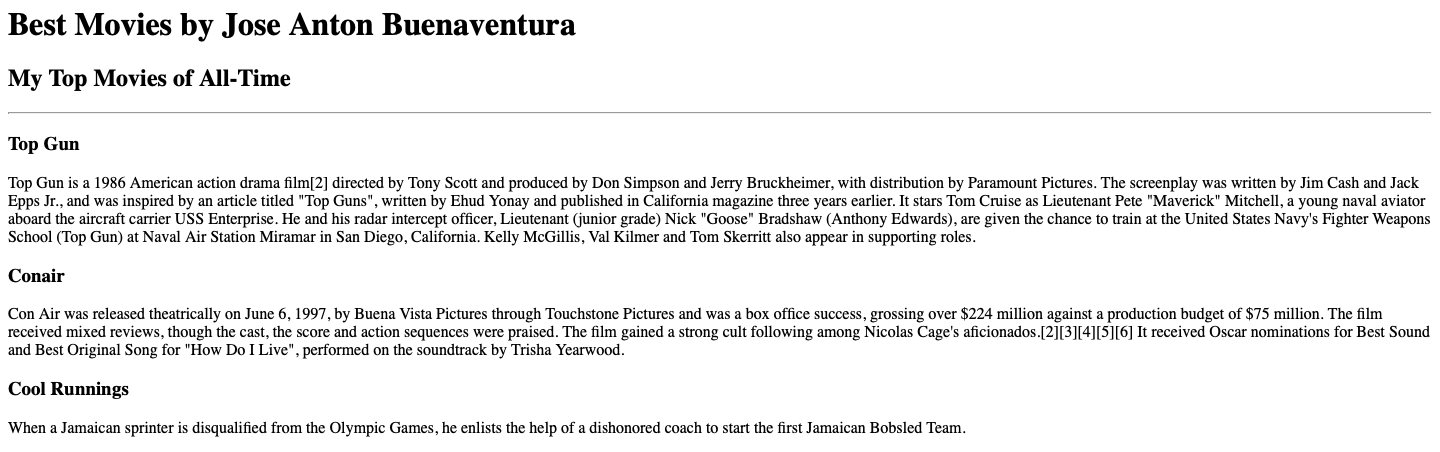 Best Movies by Jose Anton Buenaventura
My Top Movies of All-Time
Top Gun
Top Gun is a 1986 American action drama film[2] directed by Tony Scott and produced by Don Simpson and Jerry Bruckheimer, with distribution by Paramount Pictures. The screenplay was written by Jim Cash and Jack
Epps Jr., and was inspired by an article titled "Top Guns", written by Ehud Yonay and published in California magazine three years earlier. It stars Tom Cruise as Lieutenant Pete "Maverick" Mitchell, a young naval aviator
aboard the aircraft carrier USS Enterprise. He and his radar intercept officer, Lieutenant (junior grade) Nick "Goose" Bradshaw (Anthony Edwards), are given the chance to train at the United States Navy's Fighter Weapons
School (Top Gun) at Naval Air Station Miramar in San Diego, California. Kelly McGillis, Val Kilmer and Tom Skerritt also appear in supporting roles.
Conair
Con Air was released theatrically on June 6, 1997, by Buena Vista Pictures through Touchstone Pictures and was a box office success, grossing over $224 million against a production budget of $75 million. The film
received mixed reviews, though the cast, the score and action sequences were praised. The film gained a strong cult following among Nicolas Cage's aficionados.[2][3][4][5][6] It received Oscar nominations for Best Sound
and Best Original Song for "How Do I Live", performed on the soundtrack by Trisha Yearwood.
Cool Runnings
When a Jamaican sprinter is disqualified from the Olympic Games, he enlists the help of a dishonored coach to start the first Jamaican Bobsled Team.